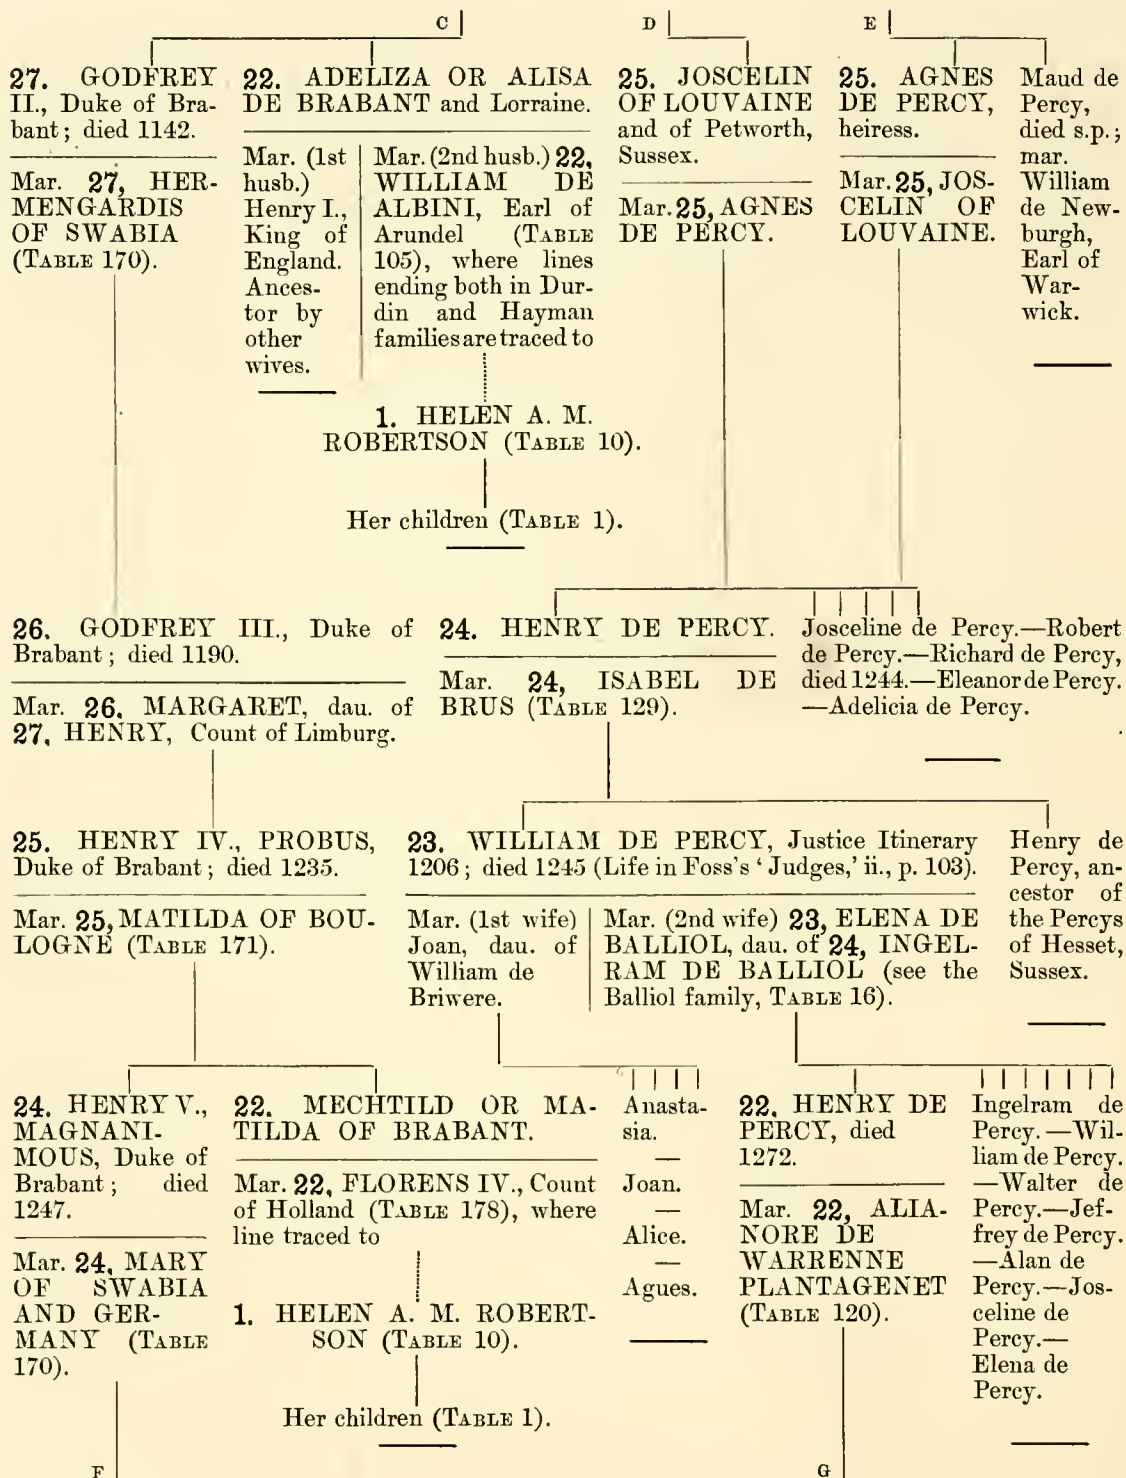 C
D
E
27. GODFREY
II., Duke of Bra-
bant; died 1142.
Mar. 27, HER-
MENGARDIS
OF SWABIA
(TABLE 170).
22. ADELIZA OR ALISA
DE BRABANT and Lorraine.
Mar. (1st
husb.)
Henry I.,
King of
England.
Ances-
tor by
other
wives.
Mar. (2nd husb.) 22,
WILLIAM DE
ALBINI, Earl of
Arundel (TABLE
105), where lines
ending both in Dur-
din and Hayman
families are traced to
1. HELEN A. M.
ROBERTSON (TABLE 10).
Her children (TABLE 1).
25. JOSCELIN
OF LOUVAINE
and of Petworth,
Sussex.
Mar. 25, AGNES
DE PERCY.
25. AGNES
DE PERCY,
heiress.
Mar. 25, JOS-
CELIN OF
LOUVAINE.
Maud de
Percy,
died s.p.;
mar.
William
de New-
burgh,
Earl of
War-
wick.
26. GODFREY III., Duke of
Brabant; died 1190.
Mar. 26, MARGARET, dau. of
27, HENRY, Count of Limburg.
24. HENRY DE PERCY.
Mar. 24, ISABEL DE
BRUS (TABLE 129).
Josceline de Percy.—Robert
de Percy.—Richard de Percy,
died 1244.—Eleanor de Percy.
—Adelicia de Percy.
25. HENRY IV., PROBUS,
Duke of Brabant; died 1235.
Mar. 25, MATILDA OF BOU-
LOGNE (TABLE 171).
23. WILLIAM DE PERCY, Justice Itinerary
1206; died 1245 (Life in Foss's 'Judges,' ii., p. 103).
Mar. (1st wife)
Joan, dau. of
William de
Briwere.
Mar. (2nd wife) 23, ELENA DE
BALLIOL, dau. of 24, INGEL-
RAM DE BALLIOL (see the
Balliol family, TABLE 16).
Henry de
Percy, an-
cestor of
the Percys
of Hesset,
Sussex.
24. HENRY V.,
MAGNANI-
MOUS, Duke of
Brabant; died
1247.
Mar. 24, MARY
OF SWABIA
AND GER-
MANY (TABLE
170).
22. MECHTILD OR MA-
TILDA OF BRABANT.
Mar. 22, FLORENS IV., Count
of Holland (TABLE 178), where
line traced to
1. HELEN A. M. ROBERT-
SON (TABLE 10).
Her children (TABLE 1).
Anasta-
sia.
—
Joan.
—
Alice.
—
Agues.
22. HENRY DE
PERCY, died
1272.
Mar. 22, ALIA-
NORE DE
WARRENNE
PLANTAGENET
(TABLE 120).
Ingelram de
Percy.—Wil-
liam de Percy.
—Walter de
Percy.—Jef-
frey de Percy.
—Alan de
Percy.—Jos-
celine de
Percy.—
Elena de
Percy.
F
G